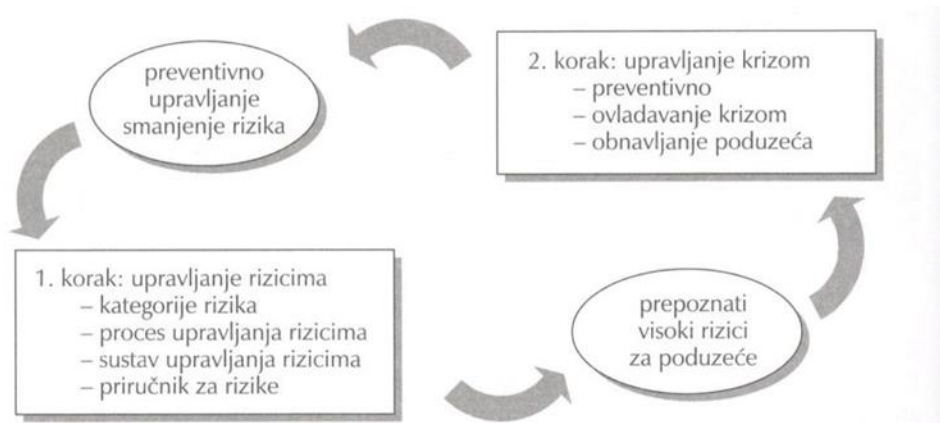 preventivno
upravljanje
smanjenje rizika
2. korak: upravljanje krizom
– preventivno
– ovladavanje krizom
– obnavljanje poduzeća
1. korak: upravljanje rizicima
– kategorije rizika
– proces upravljanja rizicima
– sustav upravljanja rizicima
– priručnik za rizike
prepoznati
visoki rizici
za poduzeće